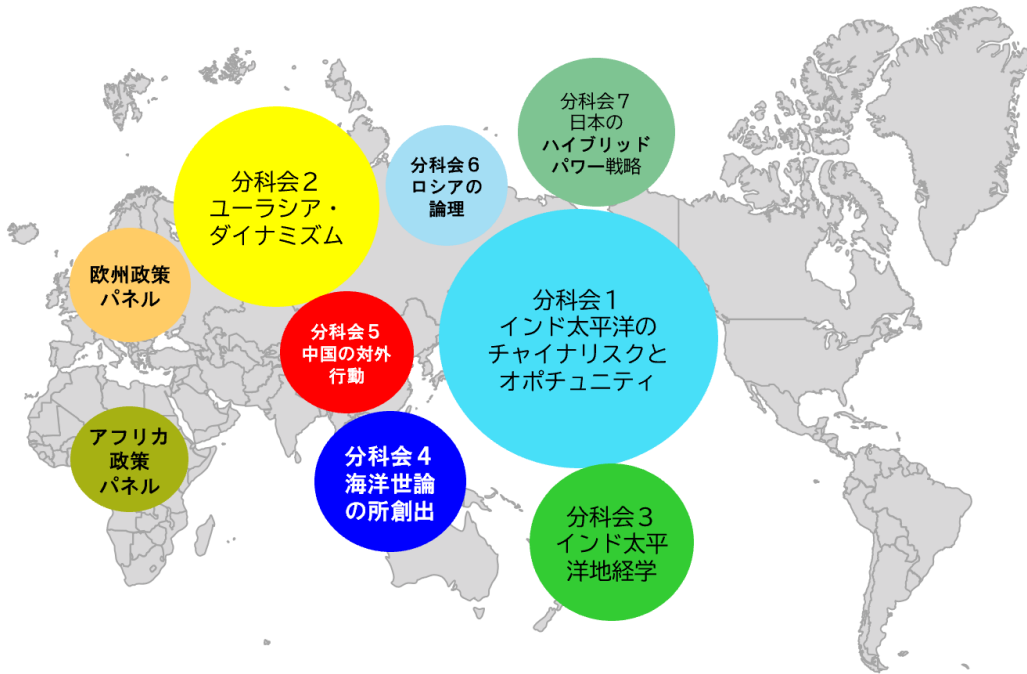 分科会７
日本の
ハイブリッド
パワー戦略
分科会２
ユーラシア・
ダイナミズム
分科会６
ロシアの
論理
欧州政策
パネル
分科会１
インド太平洋の
チャイナリスクと
オポチュニティ
分科会５
中国の対外
行動
アフリカ
政策
パネル
分科会４
海洋世論
の所創出
分科会３
インド太平
洋地経学